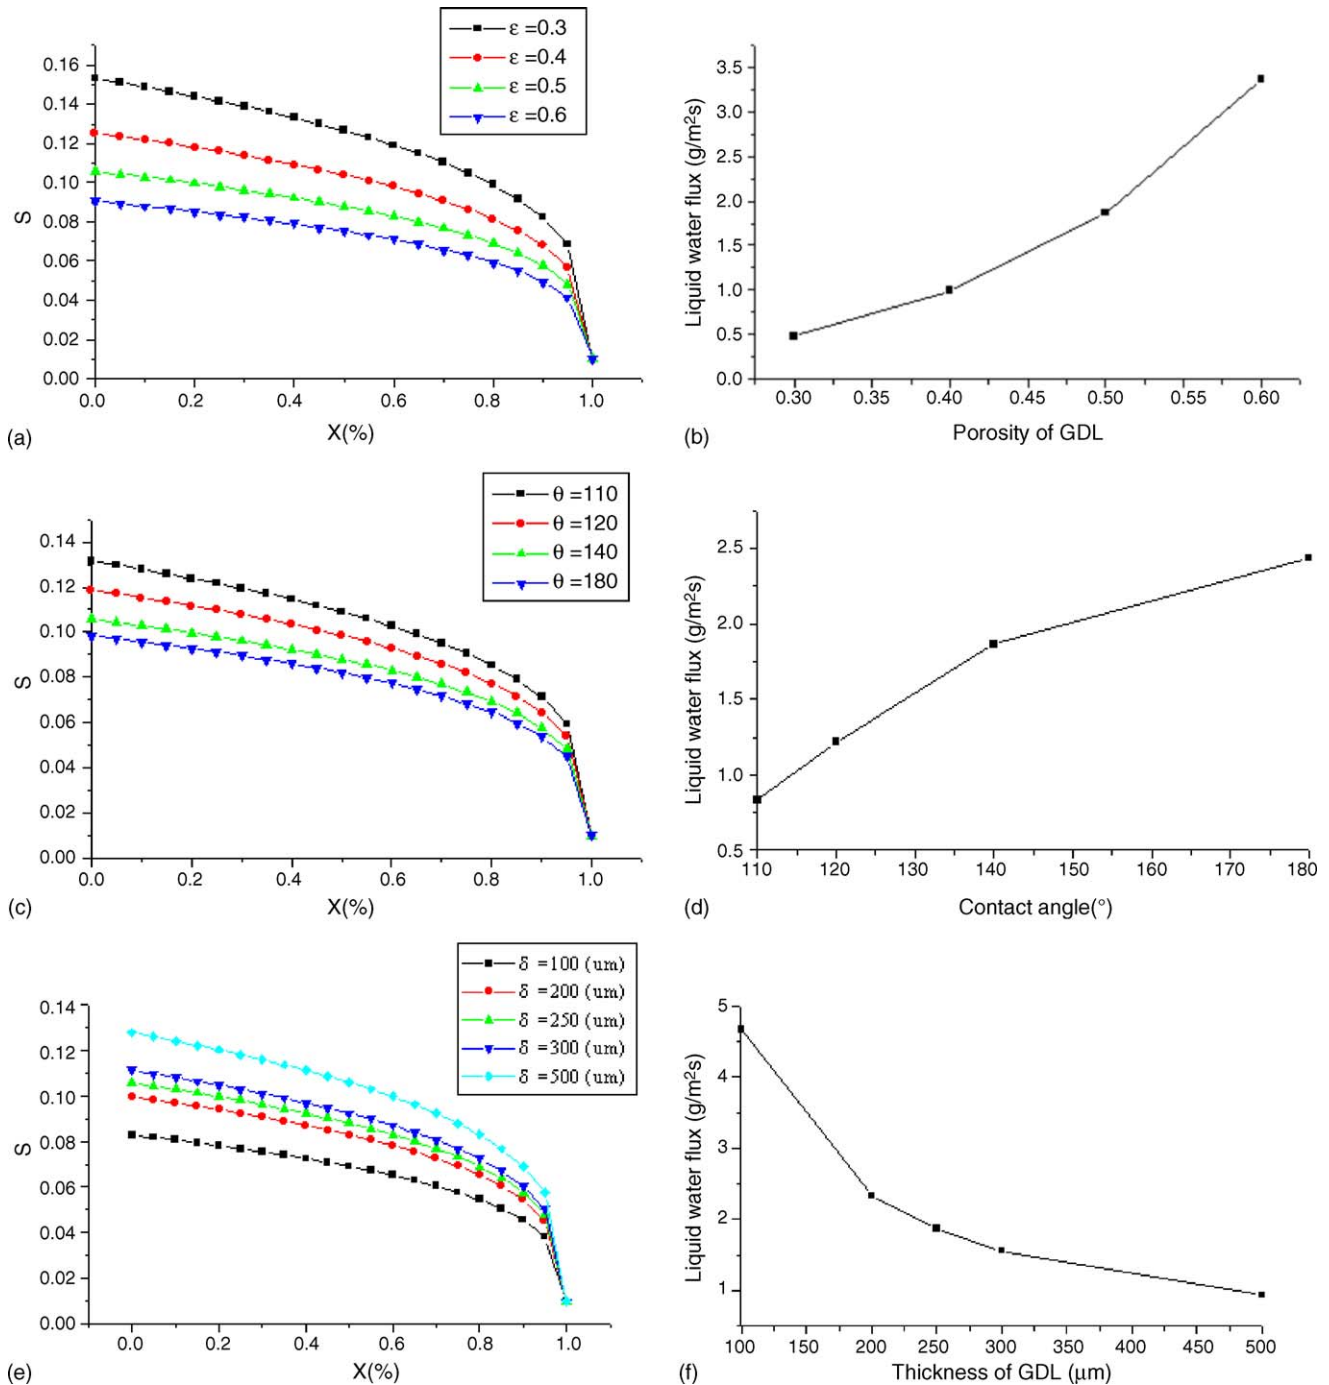 ε =0.3
ε =0.4
ε =0.5
ε =0.6
0.16
0.14
0.12
0.10
0.08
0.06
0.04
0.02
0.00
S
0.0 0.2 0.4 0.6 0.8 1.0
X(%)
(a)
3.5
3.0
2.5
2.0
1.5
1.0
0.5
0.0
Liquid water flux (g/m²s)
0.30 0.35 0.40 0.45 0.50 0.55 0.60
Porosity of GDL
(b)
θ =110
θ =120
θ =140
θ =180
0.14
0.12
0.10
0.08
0.06
0.04
0.02
0.00
S
0.0 0.2 0.4 0.6 0.8 1.0
X(%)
(c)
2.5
2.0
1.5
1.0
0.5
Liquid water flux (g/m²s)
110 120 130 140 150 160 170 180
Contact angle(°)
(d)
δ =100 (um)
δ =200 (um)
δ =250 (um)
δ =300 (um)
δ =500 (um)
0.14
0.12
0.10
0.08
0.06
0.04
0.02
0.00
S
0.0 0.2 0.4 0.6 0.8 1.0
X(%)
(e)
5
4
3
2
1
Liquid water flux (g/m²s)
100 150 200 250 300 350 400 450 500
Thickness of GDL (μm)
(f)